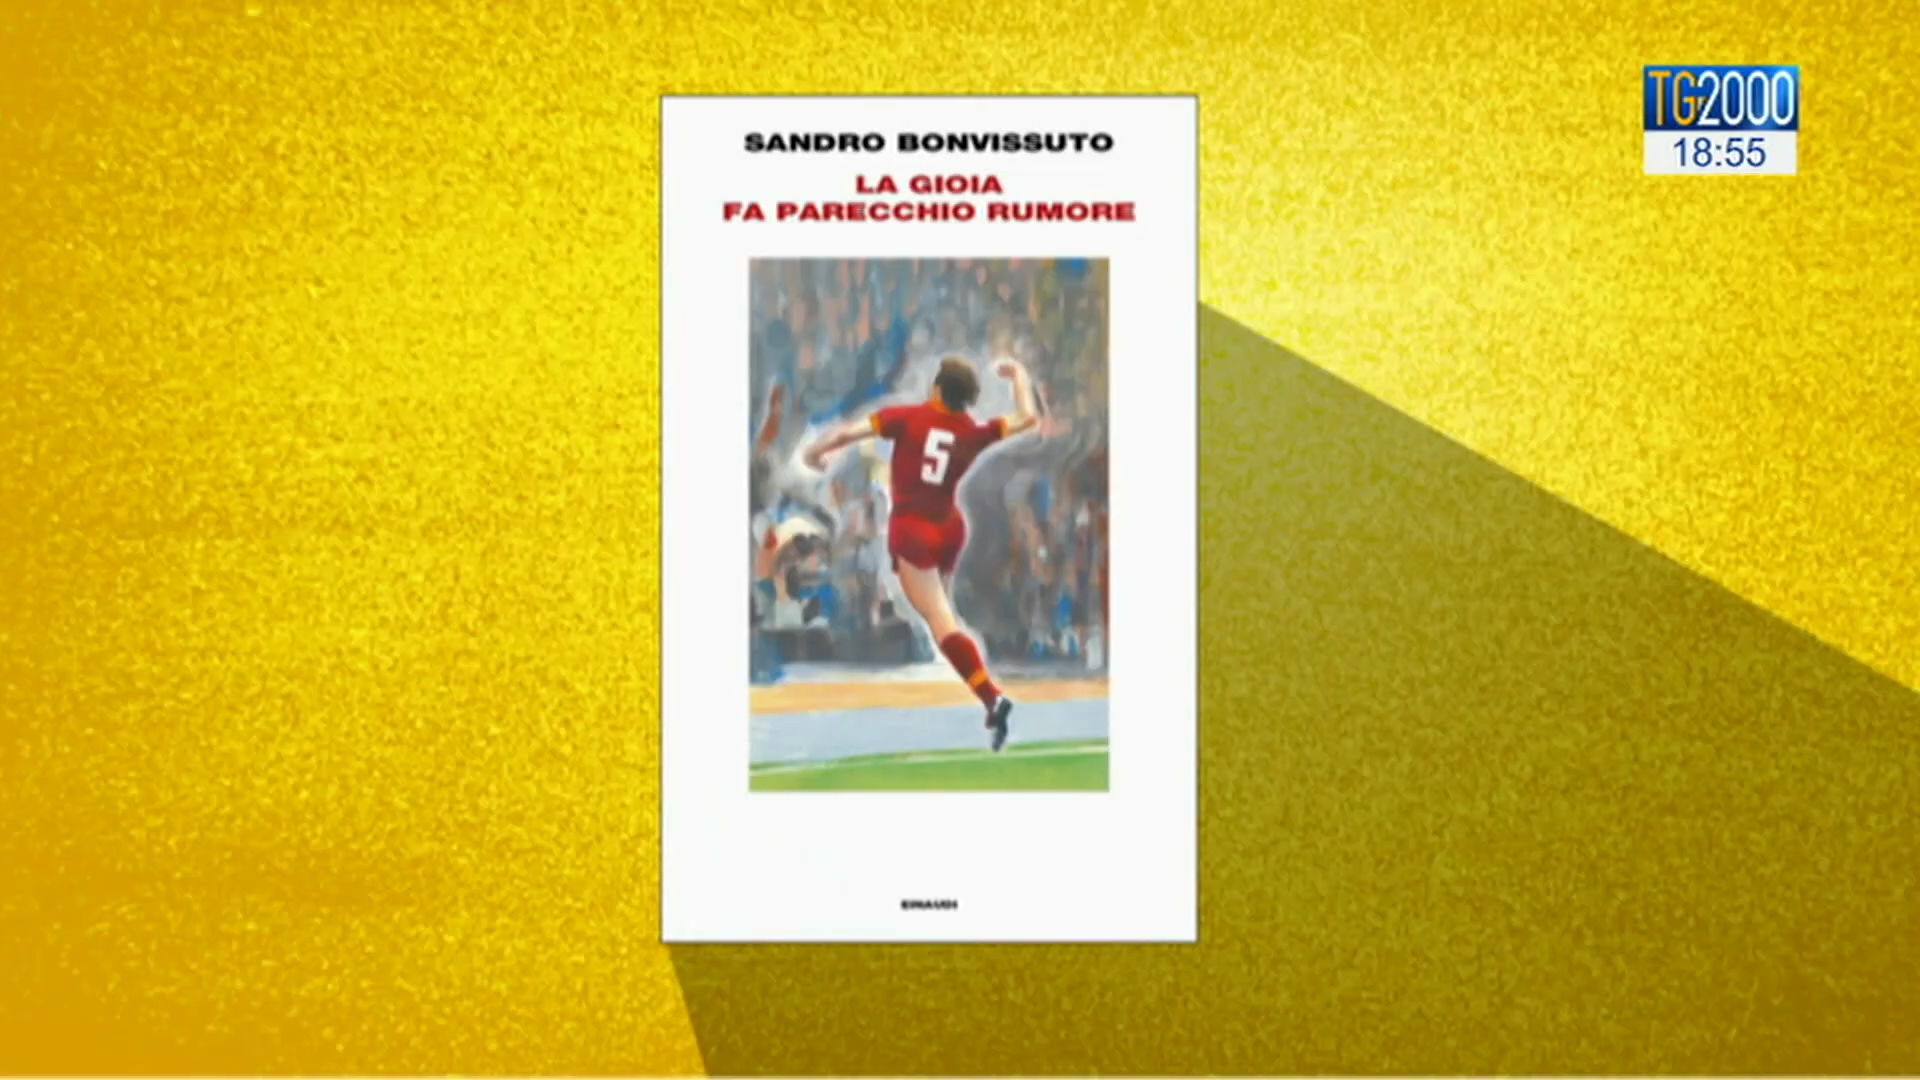 SANDRO BONVISSUTO
LA GIOIA
FA PARECCHIO RUMORE
5
EINAUDI
TG2000
18:55